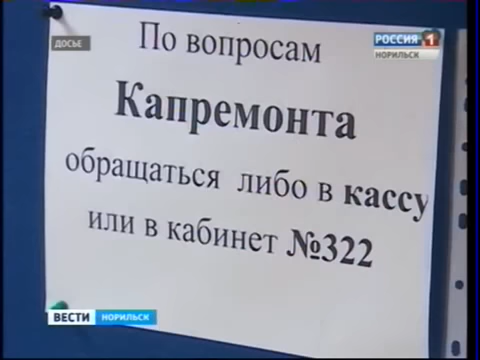 ДОСЬЕ
РОССИЯ 1
НОРИЛЬСК
По вопросам
Капремонта
обращаться либо в кассу
или в кабинет №322
ВЕСТИ НОРИЛЬСК